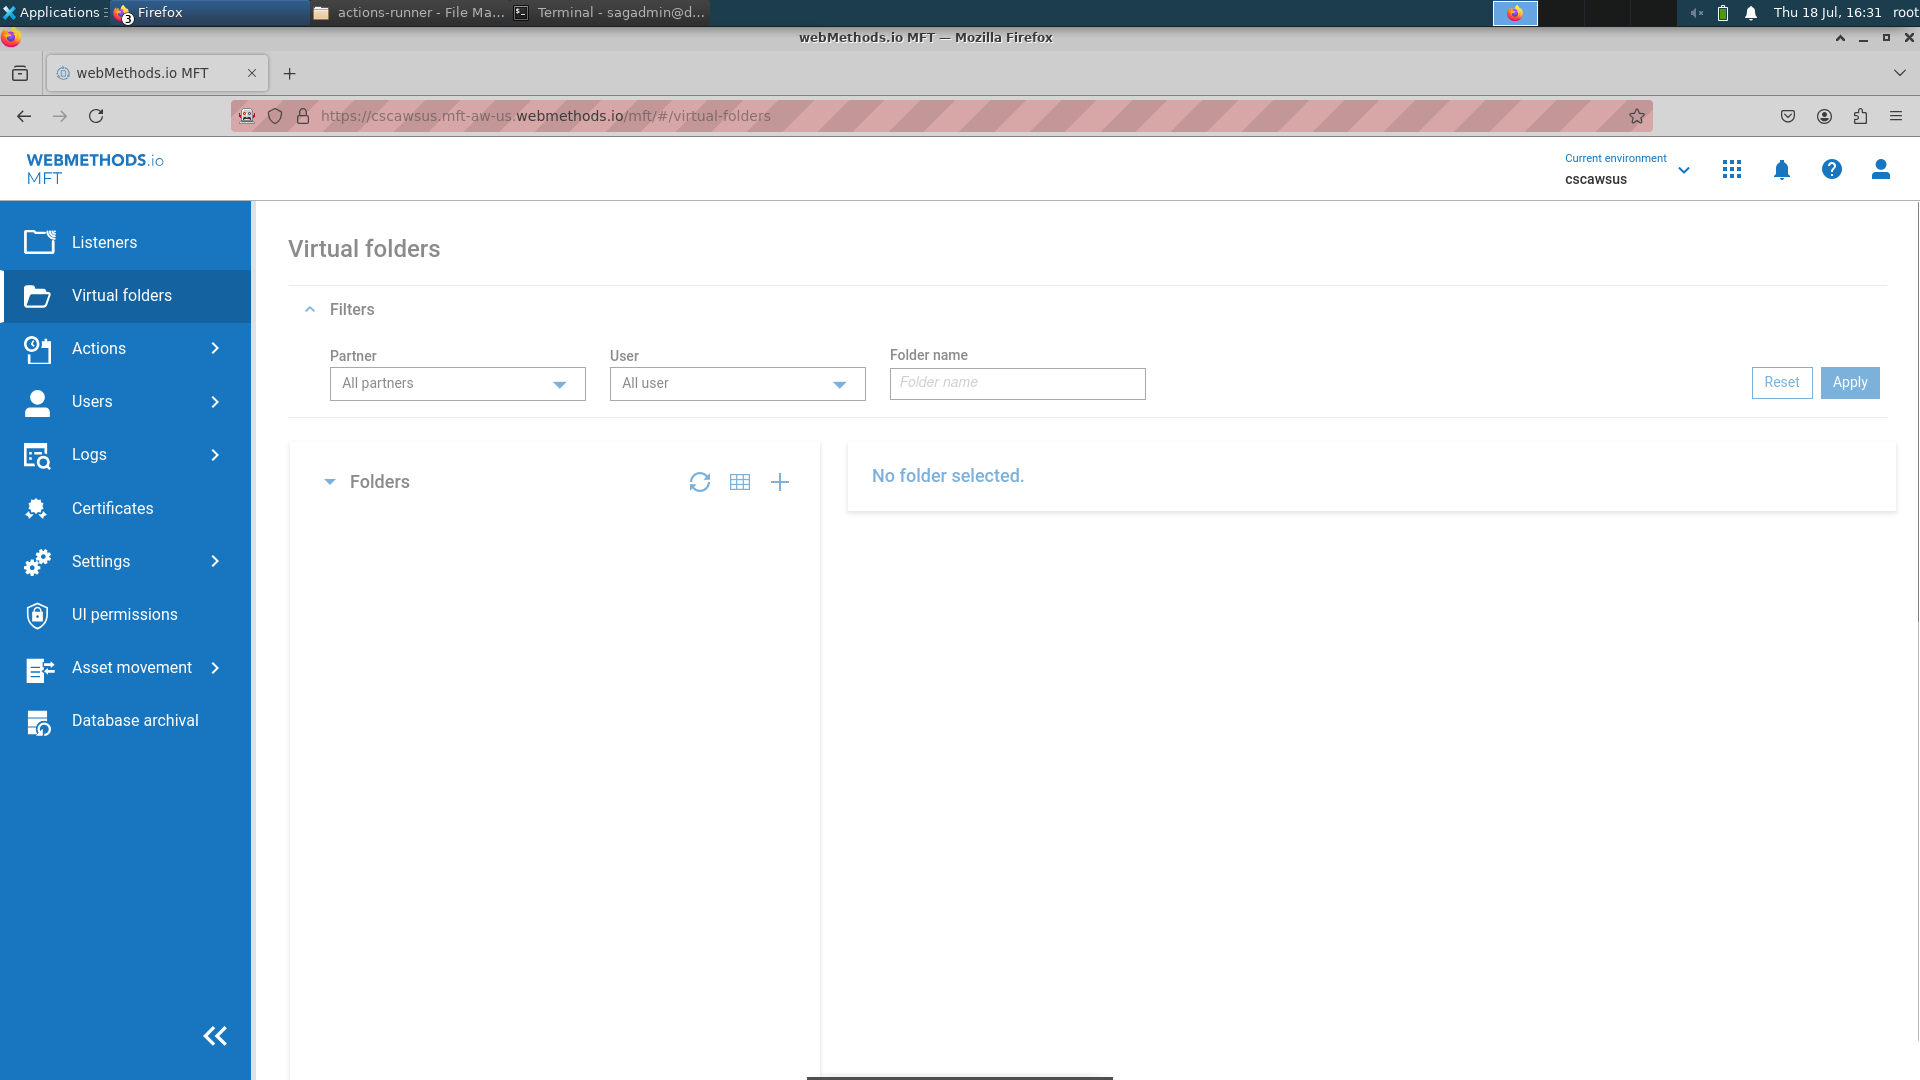 Applications
3
Firefox
actions-runner - File Ma...
Terminal - sagadmin@d...
Thu 18 Jul, 16:31
root
webMethods.io MFT — Mozilla Firefox
webMethods.io MFT
https://cscawsus.mft-aw-us.webmethods.io/mft/#/virtual-folders
WEBMETHODS.io
MFT
Current environment
cscawsus
Listeners
Virtual folders
Actions
Users
Logs
Certificates
Settings
UI permissions
Asset movement
Database archival
Virtual folders
Filters
Partner
User
Folder name
All partners
All user
Folder name
Reset
Apply
Folders
No folder selected.